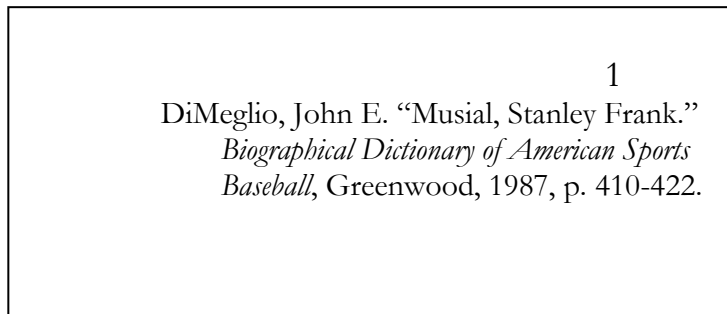 1
DiMeglio, John E. “Musial, Stanley Frank.”
Biographical Dictionary of American Sports
Baseball, Greenwood, 1987, p. 410-422.